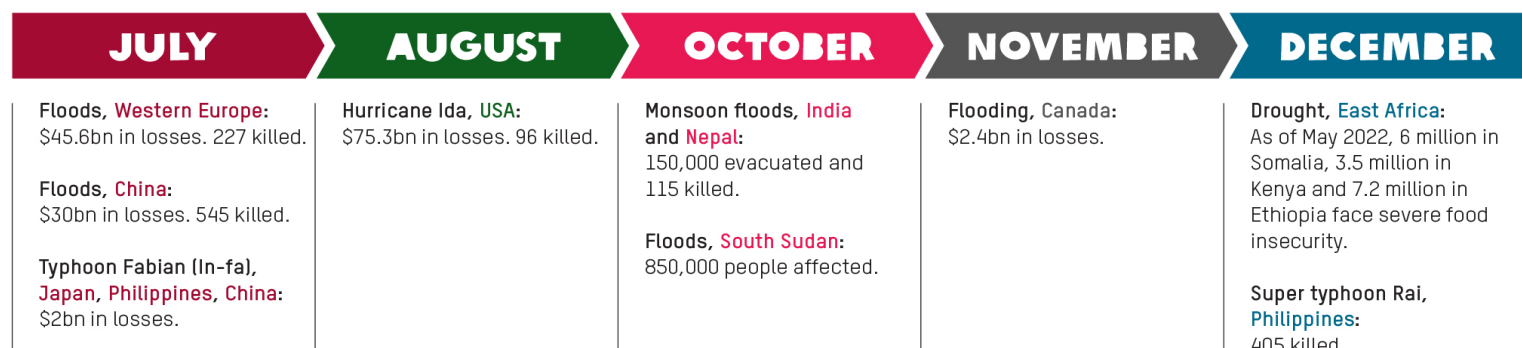 JULY
Floods, Western Europe:
$45.6bn in losses. 227 killed.
Floods, China:
$30bn in losses. 545 killed.
Typhoon Fabian (In-fa),
Japan, Philippines, China:
$2bn in losses.
AUGUST
Hurricane Ida, USA:
$75.3bn in losses. 96 killed.
OCTOBER
Monsoon floods, India
and Nepal:
150,000 evacuated and
115 killed.
Floods, South Sudan:
850,000 people affected.
NOVEMBER
Flooding, Canada:
$2.4bn in losses.
DECEMBER
Drought, East Africa:
As of May 2022, 6 million in
Somalia, 3.5 million in
Kenya and 7.2 million in
Ethiopia face severe food
insecurity.
Super typhoon Rai,
Philippines:
405 killed